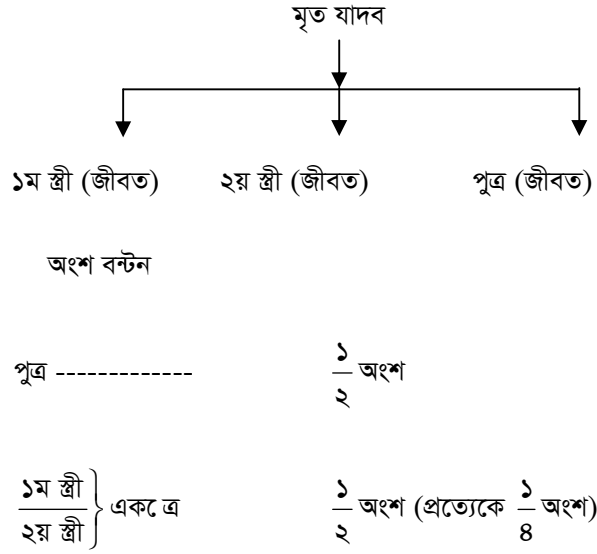 মৃত যাদব
১ম স্ত্রী (জীবত) ২য় স্ত্রী (জীবত) পুত্র (জীবত)
অংশ বন্টন
পুত্র ------------- ১/২ অংশ
১ম স্ত্রী
২য় স্ত্রী } একত্রে ১/২ অংশ (প্রত্যেকে ১/৪ অংশ)